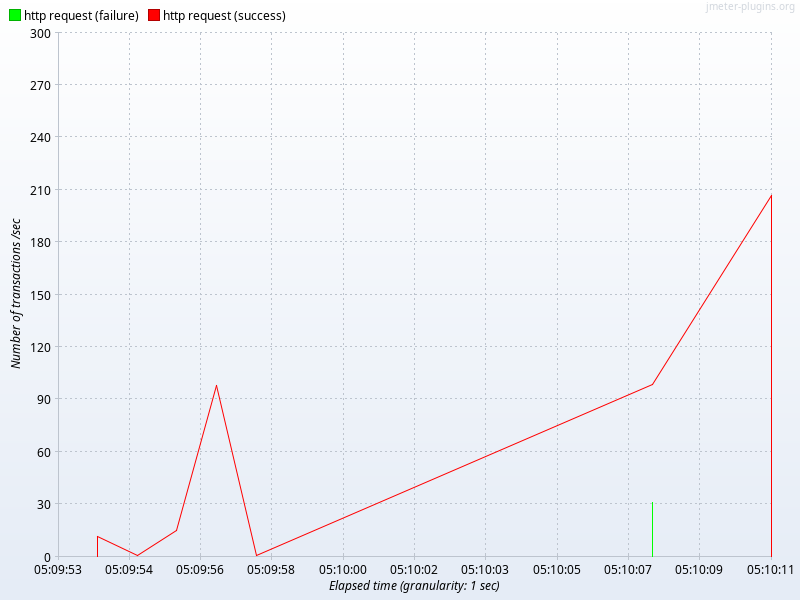 jmeter-plugins.org
http request (failure) http request (success)
300
270
240
210
180
150
120
90
60
30
0
Number of transactions /sec
05:09:53 05:09:54 05:09:56 05:09:58 05:10:00 05:10:02 05:10:03 05:10:05 05:10:07 05:10:09 05:10:11
Elapsed time (granularity: 1 sec)